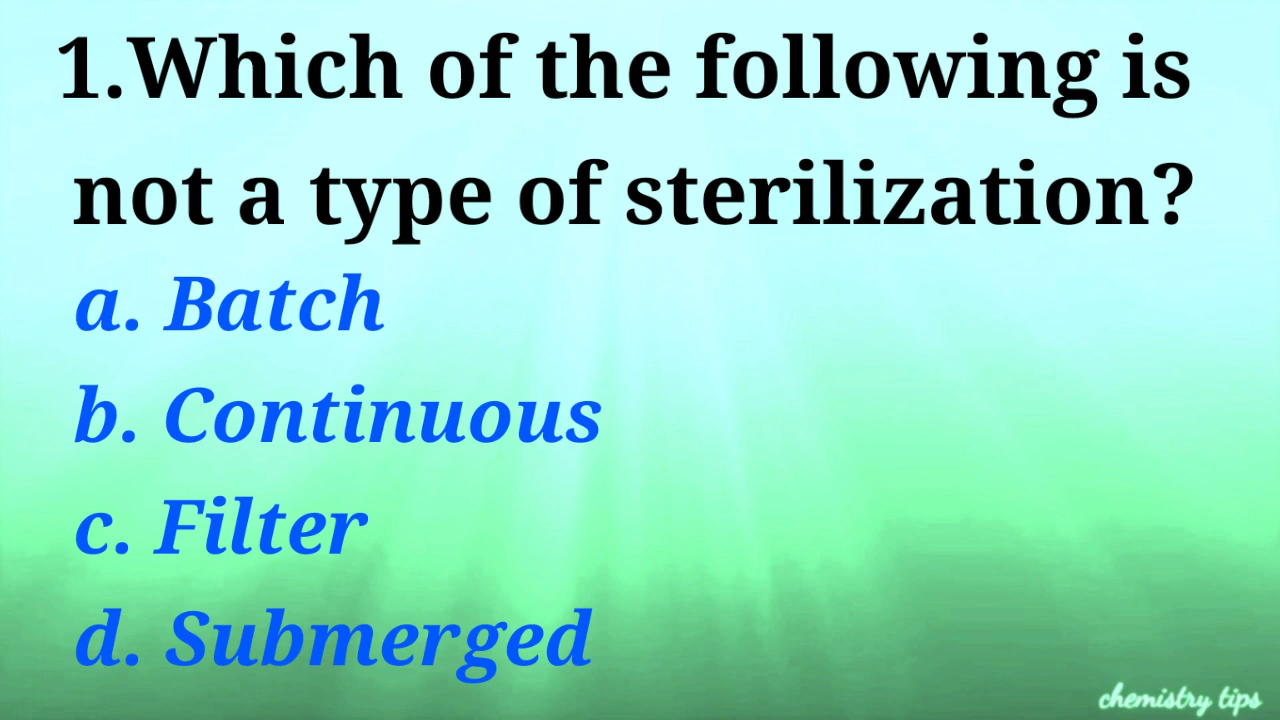 1.Which of the following is
not a type of sterilization?
a. Batch
b. Continuous
c. Filter
d. Submerged
chemistry tips